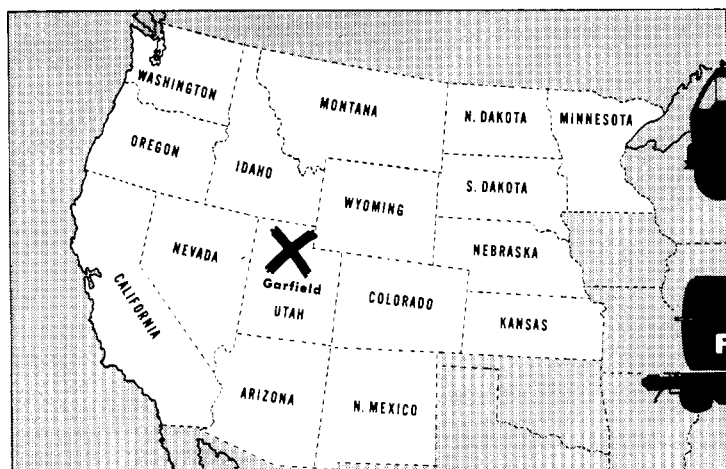 WASHINGTON
MONTANA
N. DAKOTA
MINNESOTA
OREGON
IDAHO
S. DAKOTA
WYOMING
NEVADA
NEBRASKA
Garfield
UTAH
COLORADO
CALIFORNIA
KANSAS
ARIZONA
N. MEXICO
F